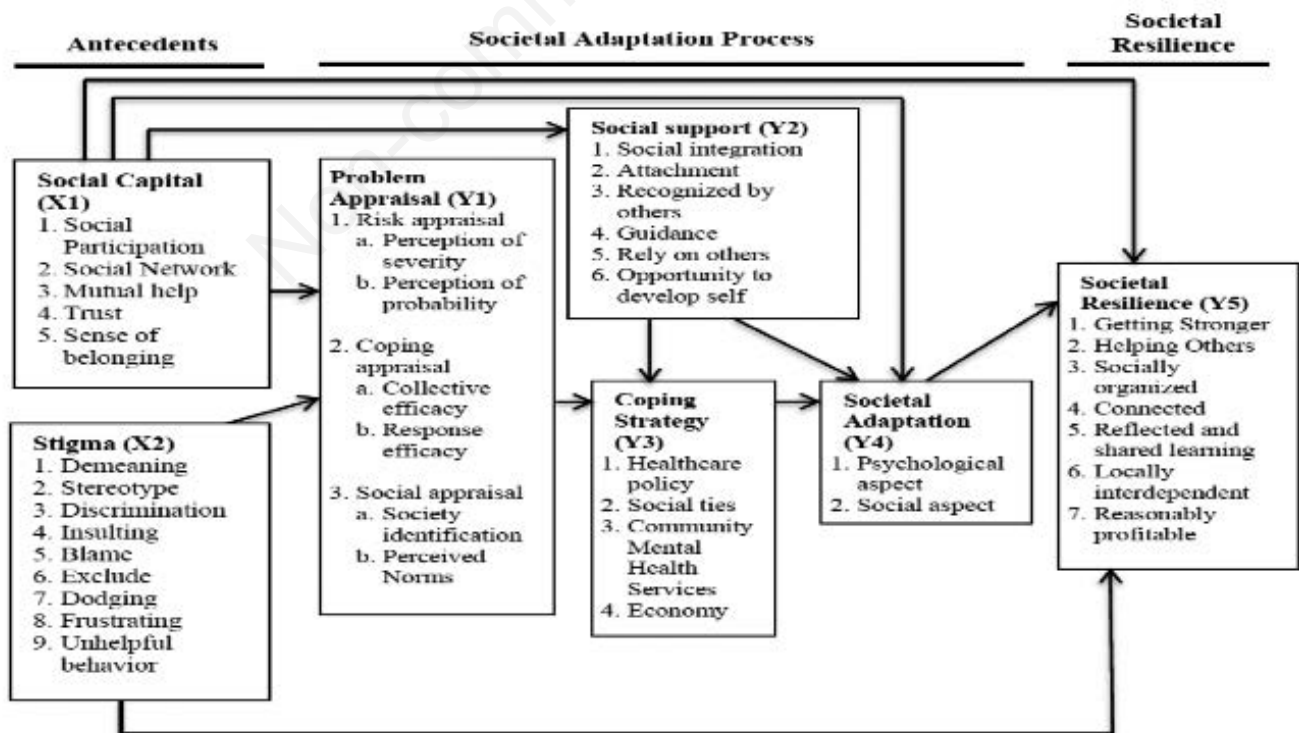 Antecedents
Societal Adaptation Process
Societal
Resilience
Social Capital
(X1)
1. Social
Participation
2. Social Network
3. Mutual help
4. Trust
5. Sense of
belonging
Stigma (X2)
1. Demeaning
2. Stereotype
3. Discrimination
4. Insulting
5. Blame
6. Exclude
7. Dodging
8. Frustrating
9. Unhelpful
behavior
Problem
Appraisal (Y1)
1. Risk appraisal
a. Perception of
severity
b. Perception of
probability
2. Coping
appraisal
a. Collective
efficacy
b. Response
efficacy
3. Social appraisal
a. Society
identification
b. Perceived
Norms
Social support (Y2)
1. Social integration
2. Attachment
3. Recognized by
others
4. Guidance
5. Rely on others
6. Opportunity to
develop self
Coping
Strategy
(Y3)
1. Healthcare
policy
2. Social ties
3. Community
Mental
Health
Services
4. Economy
Societal
Adaptation
(Y4)
1. Psychological
aspect
2. Social aspect
Societal
Resilience (Y5)
1. Getting Stronger
2. Helping Others
3. Socially
organized
4. Connected
5. Reflected and
shared learning
6. Locally
interdependent
7. Reasonably
profitable